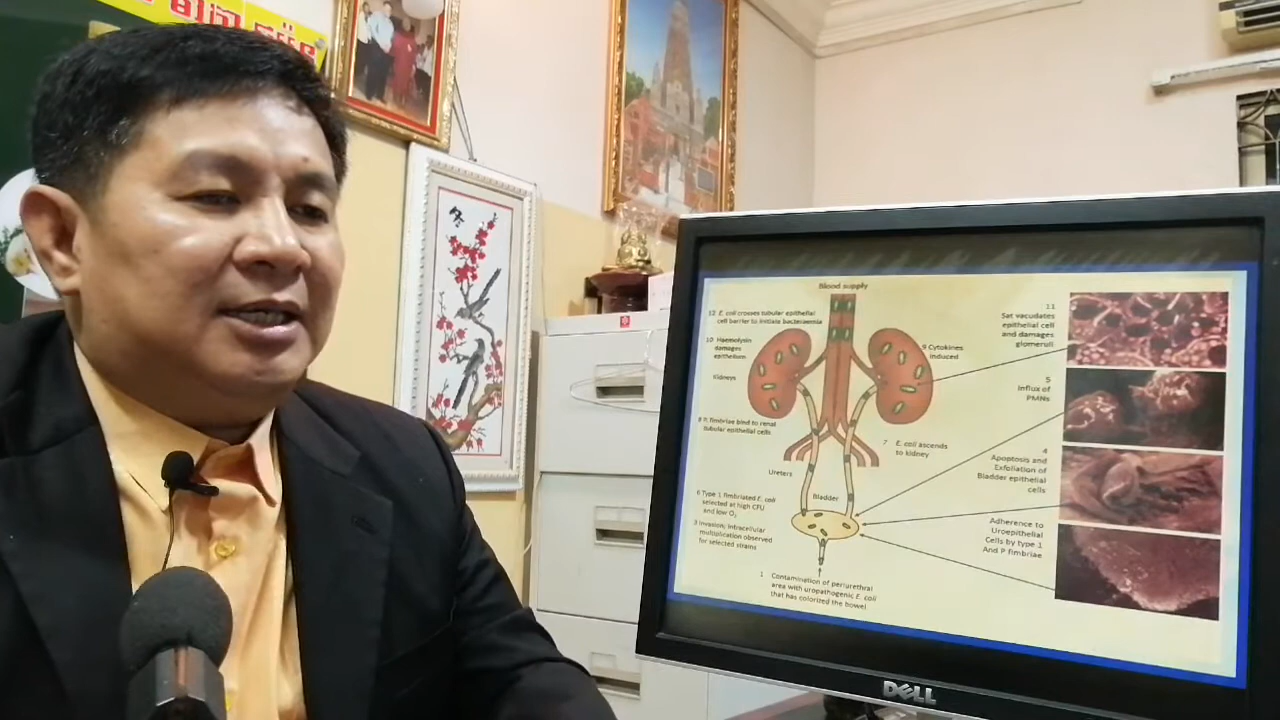 Blood supply
12 E. coli crosses tubular epithelial
cell barrier to initiate bacteraemia
10 Haemolysin
damages
epithelium
Kidneys
9 Cytokines
induced
8 P. fimbriae bind to renal
tubular epithelial cells
7 E. coli ascends
to kidney
Ureters
Bladder
6 Type 1 fimbriated E. coli
selected at high CFU
and low O2
3 Invasion; intracellular
multiplication observed
for selected strains
1 Contamination of periurethral
area with uropathogenic E. coli
that has colorized the bowel
11
Sat vacudates
epithelial cell
and damages
glomeruli
5
Influx of
PMNs
4
Apoptosis and
Exfoliation of
Bladder epithelial
cells
Adherence to
Uroepithelial
Cells by type 1
And P fimbriae
DELL